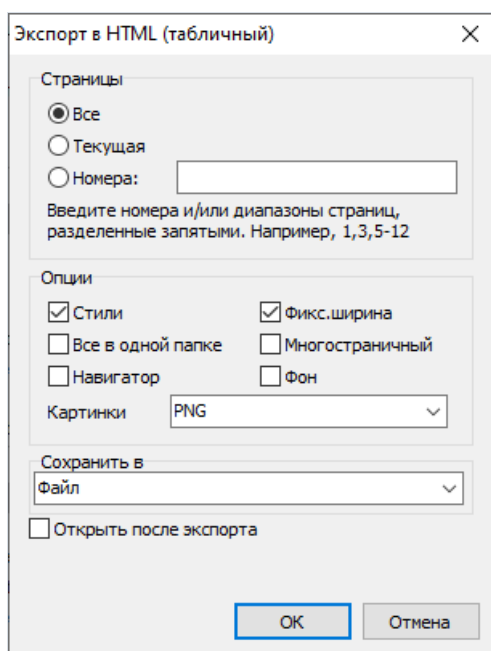 Экспорт в HTML (табличный)
Страницы
Все
Текущая
Номера:
Введите номера и/или диапазоны страниц,
разделенные запятыми. Например, 1,3,5-12
Опции
Стили
Фикс.ширина
Все в одной папке
Многостраничный
Навигатор
Фон
Картинки
PNG
Сохранить в
Файл
Открыть после экспорта
ОК
Отмена